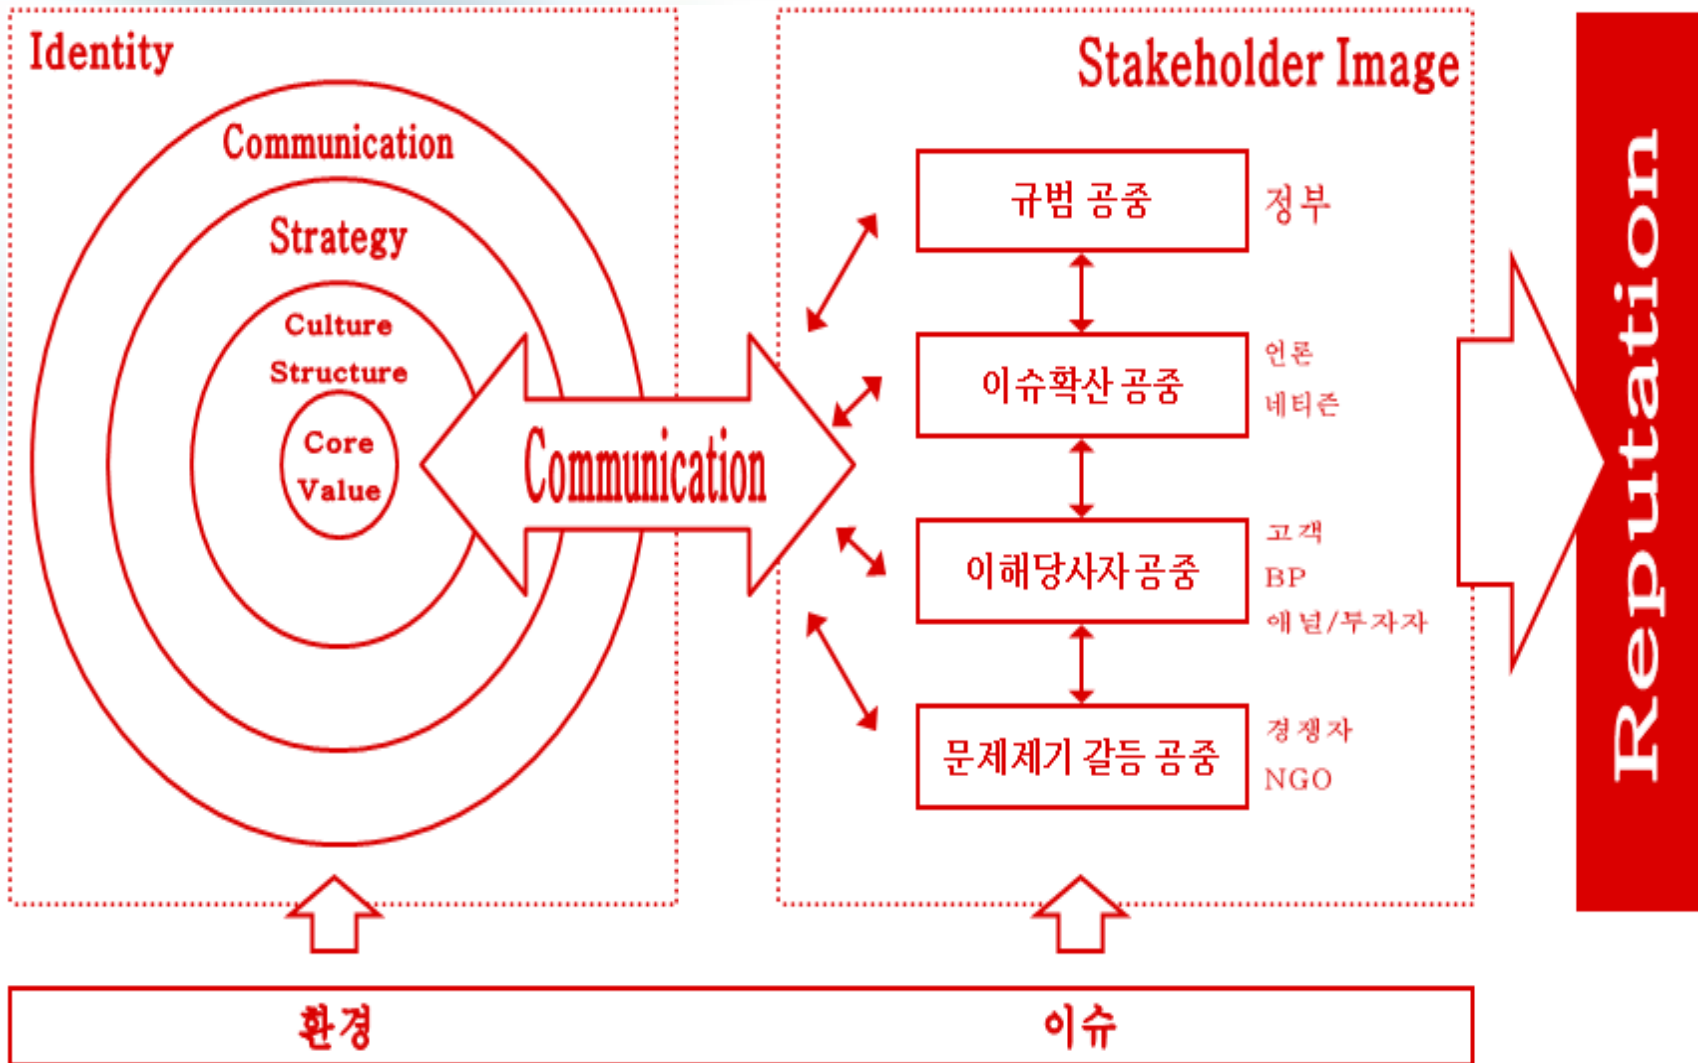 Identity
Communication
Strategy
Culture
Structure
Core
Value
Communication
Stakeholder Image
규범 공중
정부
이슈확산 공중
언론
네티즌
이해당사자 공중
고객
BP
애널/투자자
문제제기 갈등 공중
경쟁자
NGO
Reputation
환경
이슈